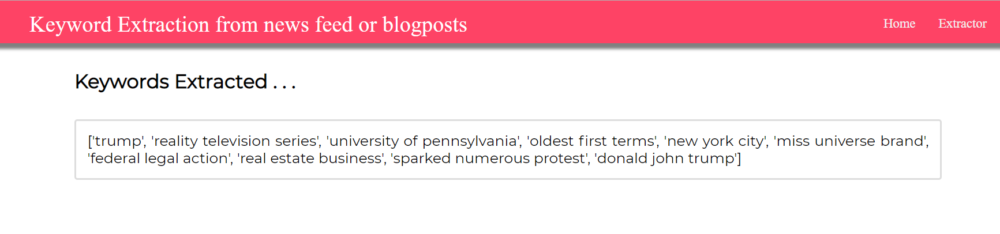 Keyword Extraction from news feed or blogposts
Home
Extractor
Keywords Extracted . . .
['trump', 'reality television series', 'university of pennsylvania', 'oldest first terms', 'new york city', 'miss universe brand',
'federal legal action', 'real estate business', 'sparked numerous protest', 'donald john trump']